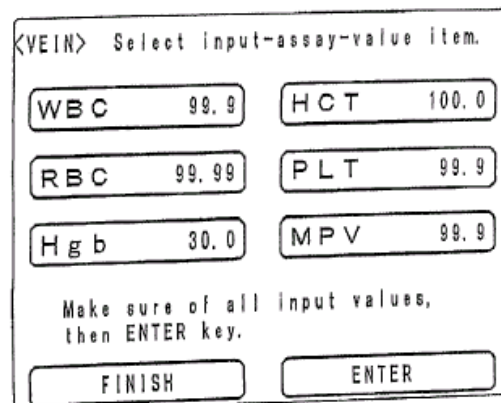 <VEIN> Select input-assay-value item.
WBC 99.9 HCT 100.0
RBC 99.99 PLT 99.9
Hgb 30.0 MPV 99.9
Make sure of all input values,
then ENTER key.
FINISH ENTER